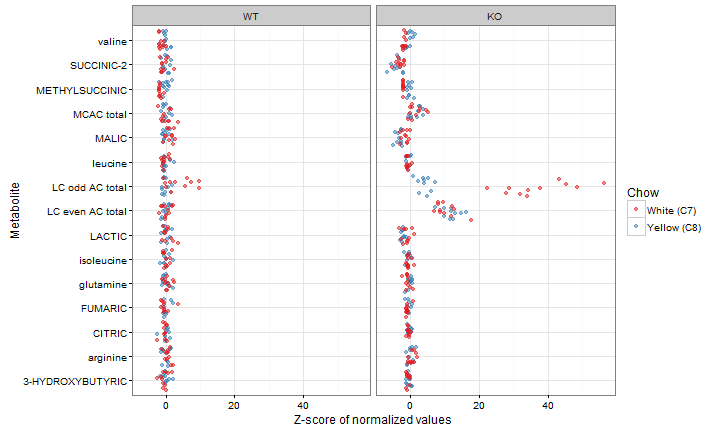 WT
KO
valine
SUCCINIC-2
METHYLSUCCINIC
MCAC total
MALIC
leucine
LC odd AC total
LC even AC total
LACTIC
isoleucine
glutamine
FUMARIC
CITRIC
arginine
3-HYDROXYBUTYRIC
Metabolite
0 20 40 0 20 40
Z-score of normalized values
Chow
White (C7)
Yellow (C8)